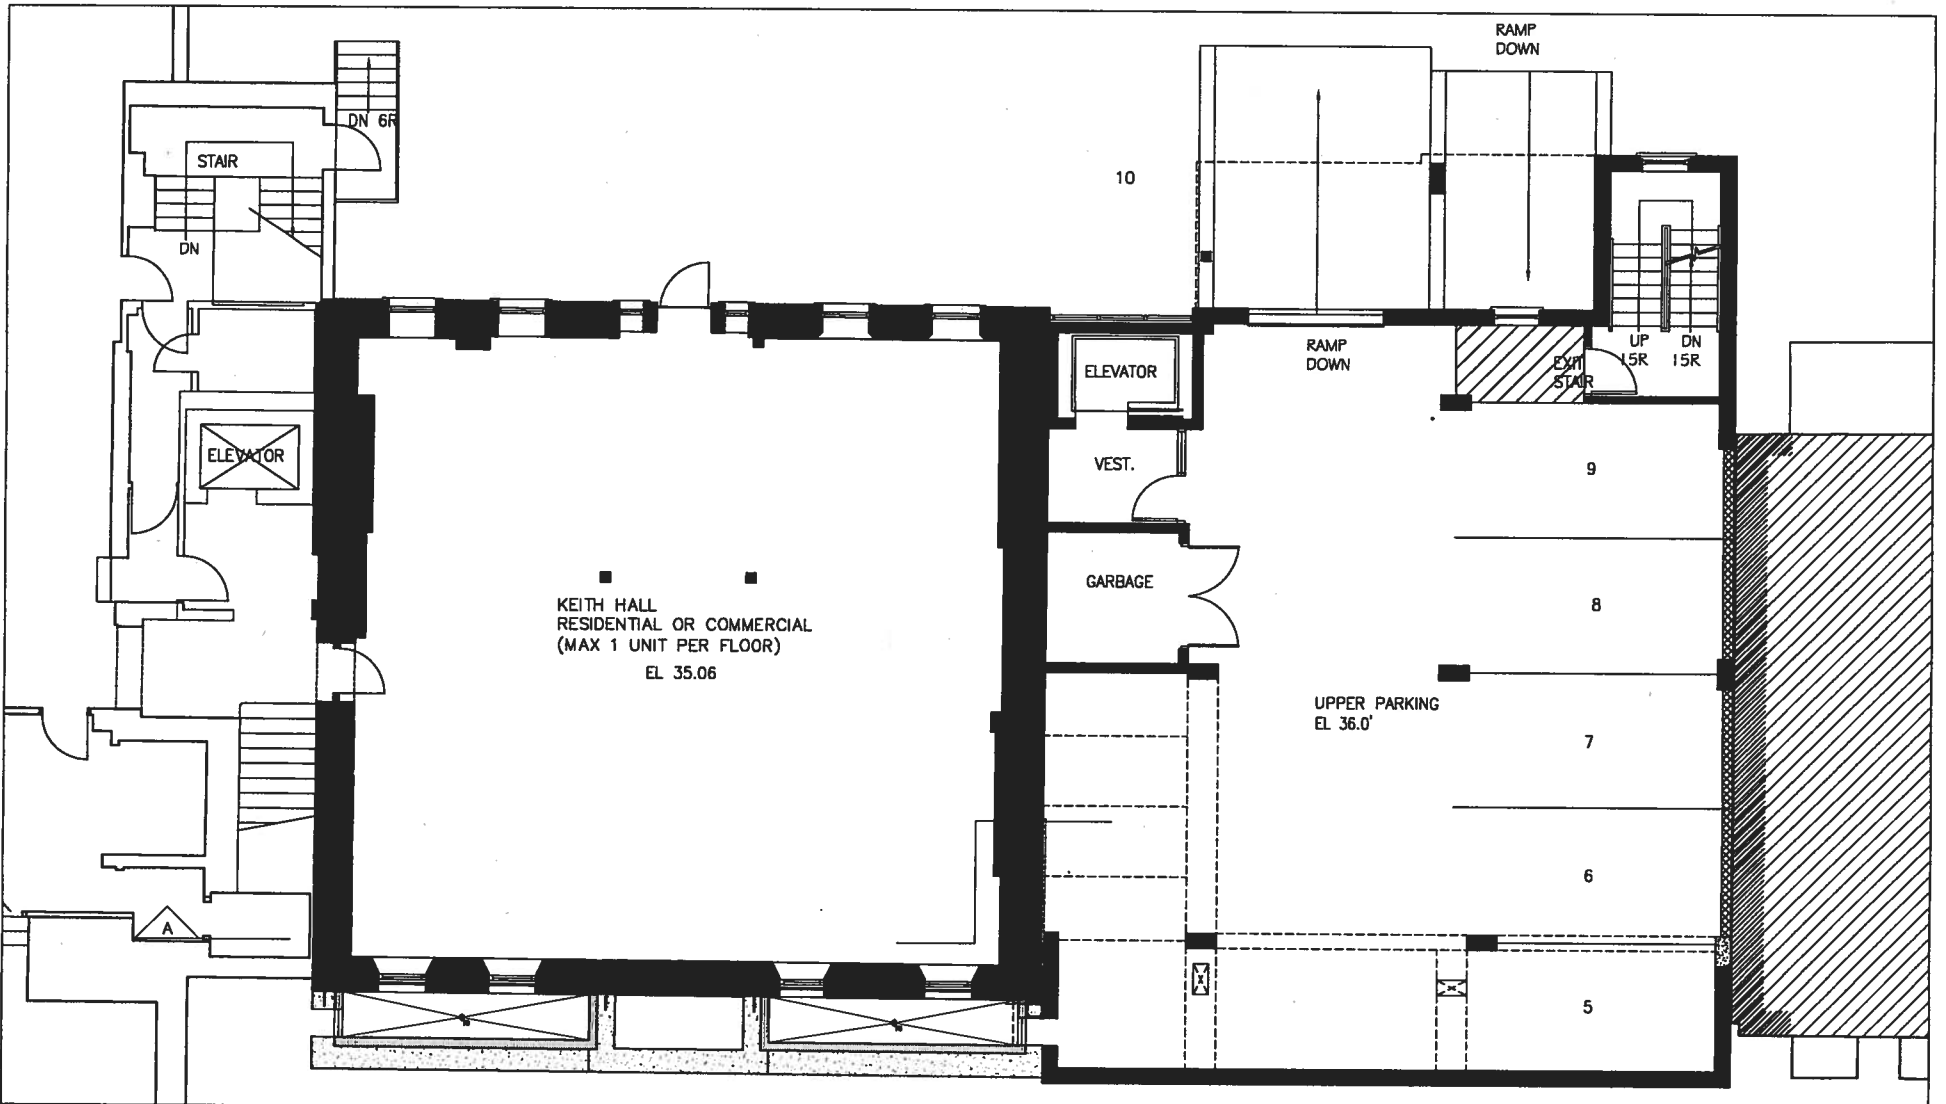 RAMP
DOWN
DN 6R
STAIR
10
DN
UP
15R
DN
15R
RAMP
DOWN
EXIT
STAIR
ELEVATOR
ELEVATOR
VEST.
9
GARBAGE
8
KEITH HALL
RESIDENTIAL OR COMMERCIAL
(MAX 1 UNIT PER FLOOR)
EL 35.06
UPPER PARKING
EL 36.0'
7
6
A
5